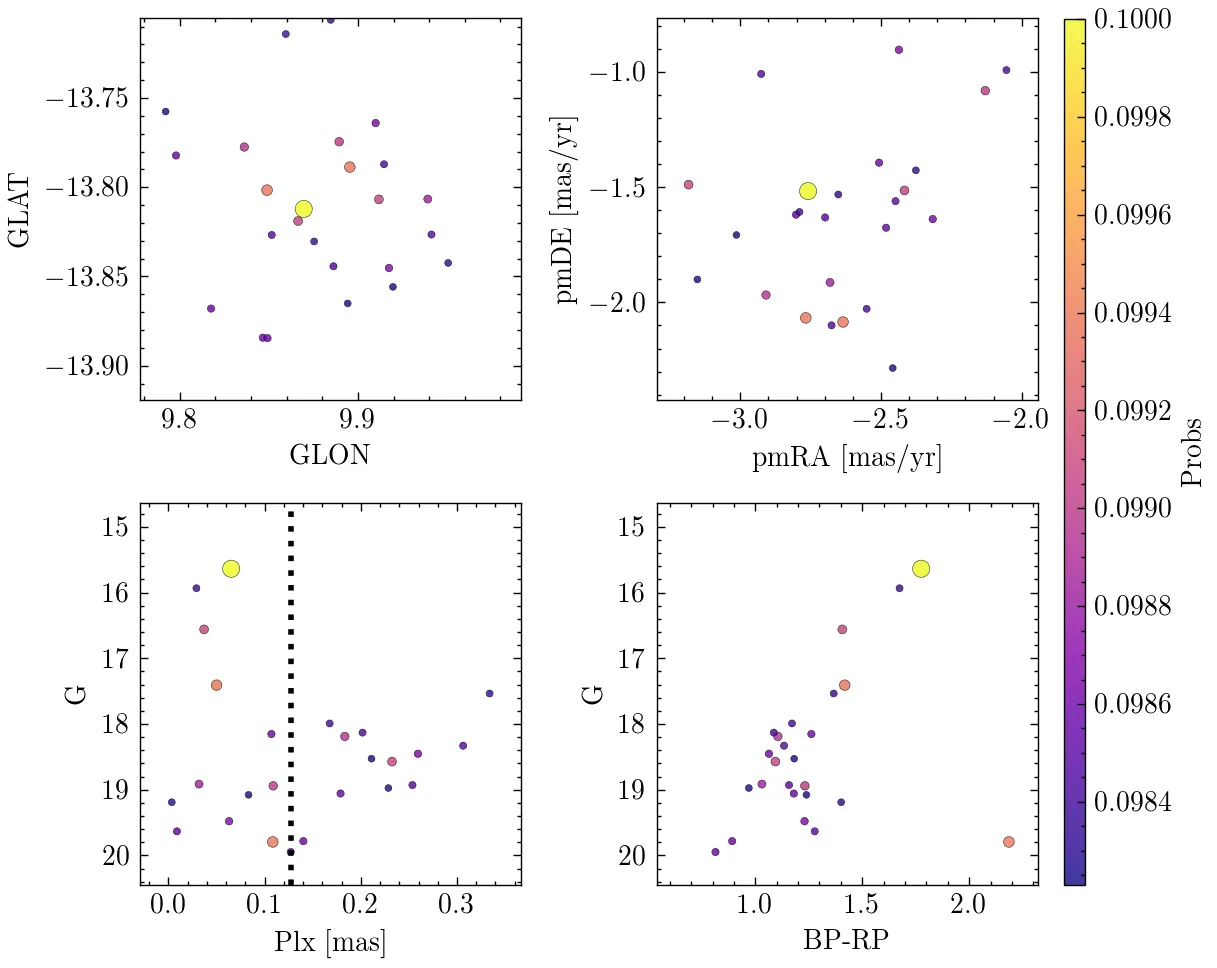 −13.75
−13.80
−13.85
−13.90
GLAT
9.8 9.9
GLON
−1.0
−1.5
−2.0
pmDE [mas/yr]
−3.0 −2.5 −2.0
pmRA [mas/yr]
0.1000
0.0998
0.0996
0.0994
0.0992
0.0990
0.0988
0.0986
0.0984
Probs
15
16
17
18
19
20
G
0.0 0.1 0.2 0.3
Plx [mas]
15
16
17
18
19
20
G
1.0 1.5 2.0
BP-RP